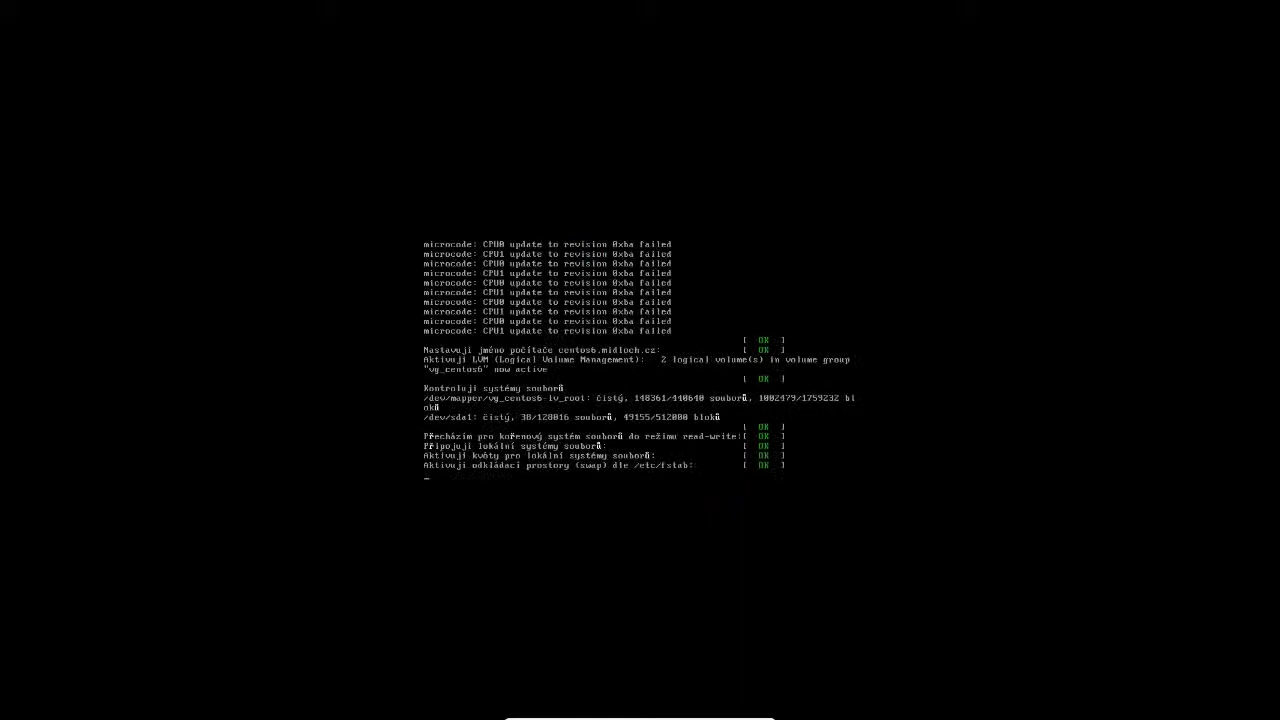 microcode: CPU0 update to revision 0xba failed
microcode: CPU1 update to revision 0xba failed
microcode: CPU0 update to revision 0xba failed
microcode: CPU1 update to revision 0xba failed
microcode: CPU0 update to revision 0xba failed
microcode: CPU1 update to revision 0xba failed
microcode: CPU0 update to revision 0xba failed
microcode: CPU1 update to revision 0xba failed
microcode: CPU0 update to revision 0xba failed
microcode: CPU1 update to revision 0xba failed
[ OK ]
Nastavuji jméno počítače centos6.midloch.cz: [ OK ]
Aktivuji LVM (Logical Volume Management): 2 logical volume(s) in volume group
"vg_centos6" now active
[ OK ]
Kontroluji systémy souborů
/dev/mapper/vg_centos6-lv_root: čistý, 148361/440640 souborů, 1002479/1759232 bl
oků
/dev/sda1: čistý, 38/128016 souborů, 49155/512000 bloků
[ OK ]
Přecházím pro kořenový systém souborů do režimu read-write:[ OK ]
Připojuji lokální systémy souborů: [ OK ]
Aktivuji kvóty pro lokální systémy souborů: [ OK ]
Aktivuji odkládací prostory (swap) dle /etc/fstab: [ OK ]
_